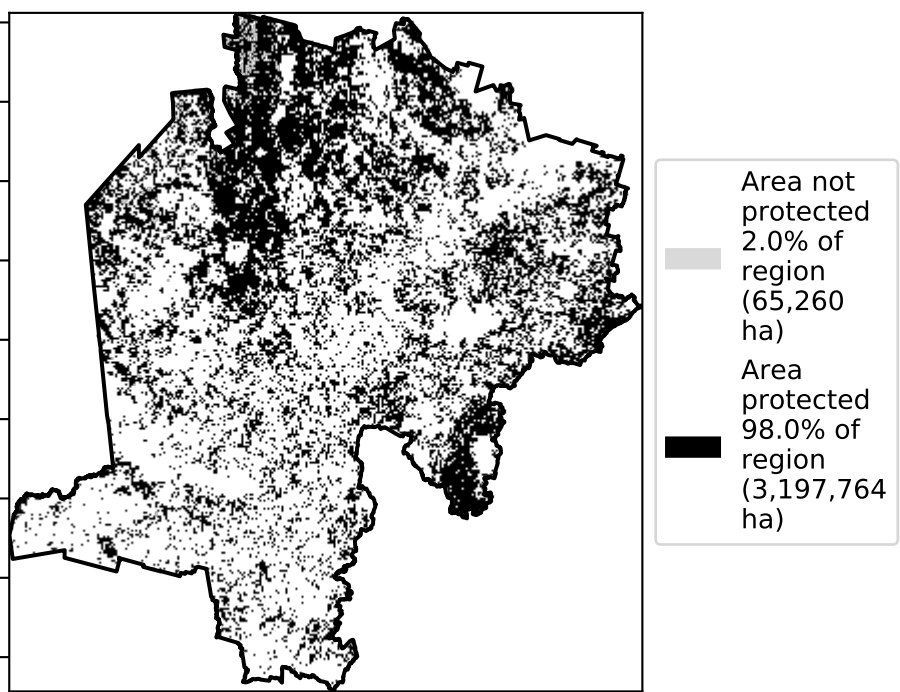 Area not
protected
2.0% of
region
(65,260
ha)
Area
protected
98.0% of
region
(3,197,764
ha)